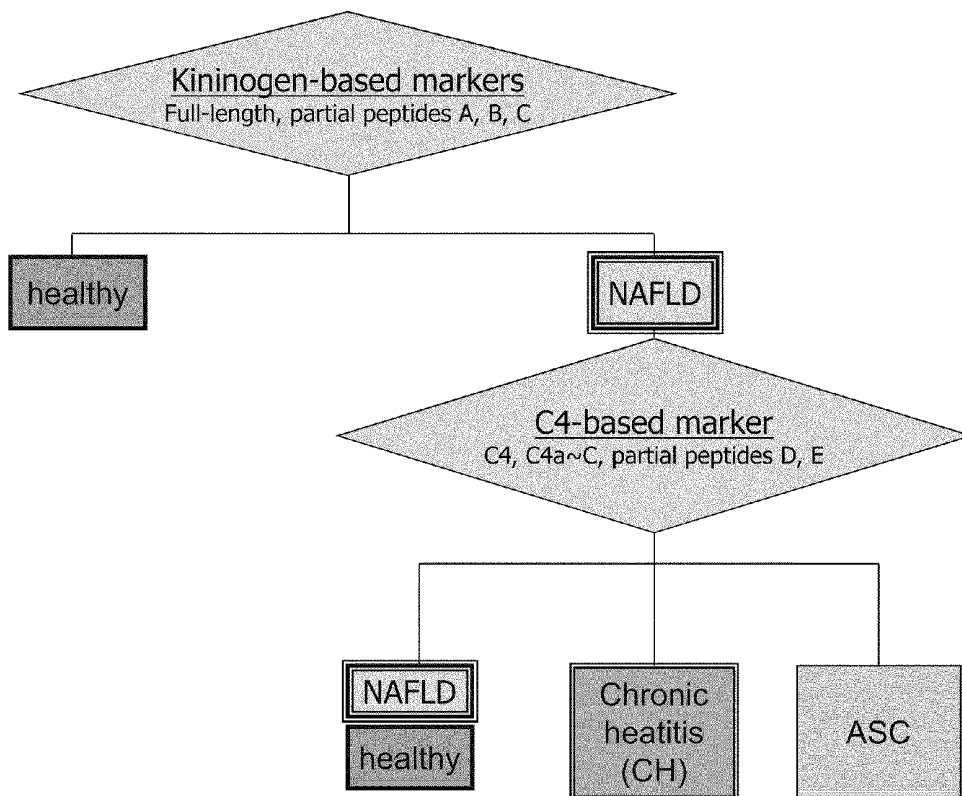 Kininogen-based markers
Full-length, partial peptides A, B, C
healthy
NAFLD
C4-based marker
C4, C4a~C, partial peptides D, E
NAFLD
healthy
Chronic
heatitis
(CH)
ASC